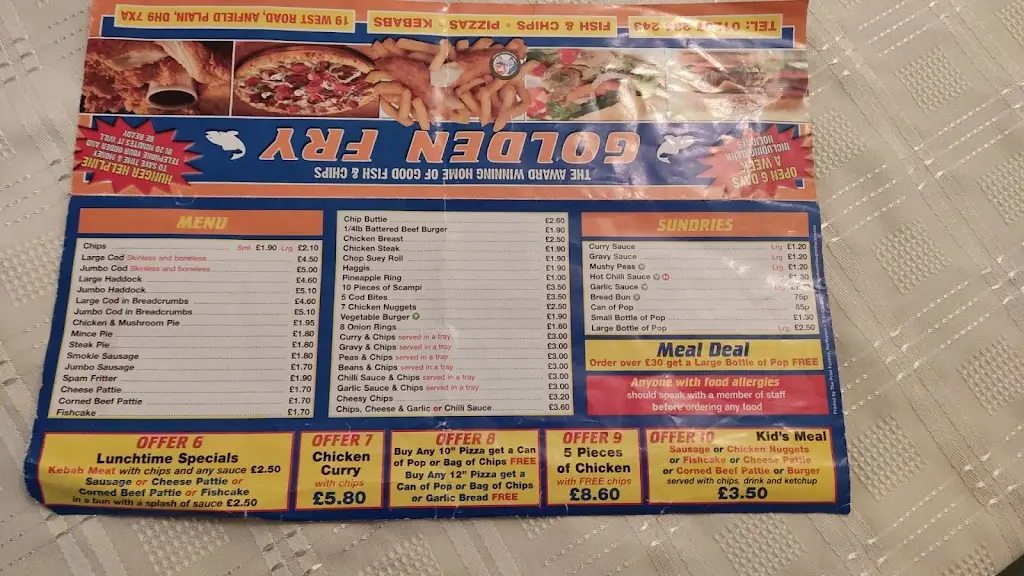 19 WEST ROAD, ANFIELD PLAIN, DH9 7XA
FISH & CHIPS • PIZZAS • KEBABS
TEL:
GOLDEN FRY
THE AWARD WINNING HOME OF GOOD FISH & CHIPS
HUNGER HELPLINE
TO SAVE TIME & MONEY
TELEPHONE YOUR ORDER AND
IN 20 MINUTES IT WILL
BE READY
OPEN 6 DAYS
A WEEK
INCLUDING BANK
HOLIDAYS
MENU
Chips Sml £1.90 Lrg £2.10
Large Cod Skinless and boneless £4.50
Jumbo Cod Skinless and boneless £5.00
Large Haddock £4.60
Jumbo Haddock £5.10
Large Cod in Breadcrumbs £4.60
Jumbo Cod in Breadcrumbs £5.10
Chicken & Mushroom Pie £1.95
Mince Pie £1.80
Steak Pie £1.80
Smokie Sausage £1.80
Jumbo Sausage £1.70
Spam Fritter £1.90
Cheese Pattie £1.70
Corned Beef Pattie £1.70
Fishcake £1.70
Chip Buttie £2.60
1/4lb Battered Beef Burger £1.90
Chicken Breast £2.50
Chicken Steak £1.90
Chop Suey Roll £1.90
Haggis £1.90
Pineapple Ring £1.00
10 Pieces of Scampi £3.50
5 Cod Bites £3.50
7 Chicken Nuggets £2.50
Vegetable Burger V £1.90
8 Onion Rings £1.60
Curry & Chips served in a tray £3.00
Gravy & Chips served in a tray £3.00
Peas & Chips served in a tray £3.00
Beans & Chips served in a tray £3.00
Chilli Sauce & Chips served in a tray £3.00
Garlic Sauce & Chips served in a tray £3.00
Cheesy Chips £3.20
Chips, Cheese & Garlic or Chilli Sauce £3.60
SUNDRIES
Curry Sauce Lrg £1.20
Gravy Sauce Lrg £1.20
Mushy Peas V Lrg £1.20
Hot Chilli Sauce V H £1.30
Garlic Sauce V
Bread Bun V 75p
Can of Pop 85p
Small Bottle of Pop £1.30
Large Bottle of Pop Lrg £2.50
Meal Deal
Order over £30 get a Large Bottle of Pop FREE
Anyone with food allergies
should speak with a member of staff
before ordering any food
OFFER 6
Lunchtime Specials
Kebab Meat with chips and any sauce £2.50
Sausage or Cheese Pattie or
Corned Beef Pattie or Fishcake
in a bun with a splash of sauce £2.50
OFFER 7
Chicken
Curry
with chips
£5.80
OFFER 8
Buy Any 10" Pizza get a Can
of Pop or Bag of Chips FREE
Buy Any 12" Pizza get a
Can of Pop or Bag of Chips
or Garlic Bread FREE
OFFER 9
5 Pieces
of Chicken
with FREE chips
£8.60
OFFER 10 Kid's Meal
Sausage or Chicken Nuggets
or Fishcake or Cheese Pattie
or Corned Beef Pattie or Burger
served with chips, drink and ketchup
£3.50